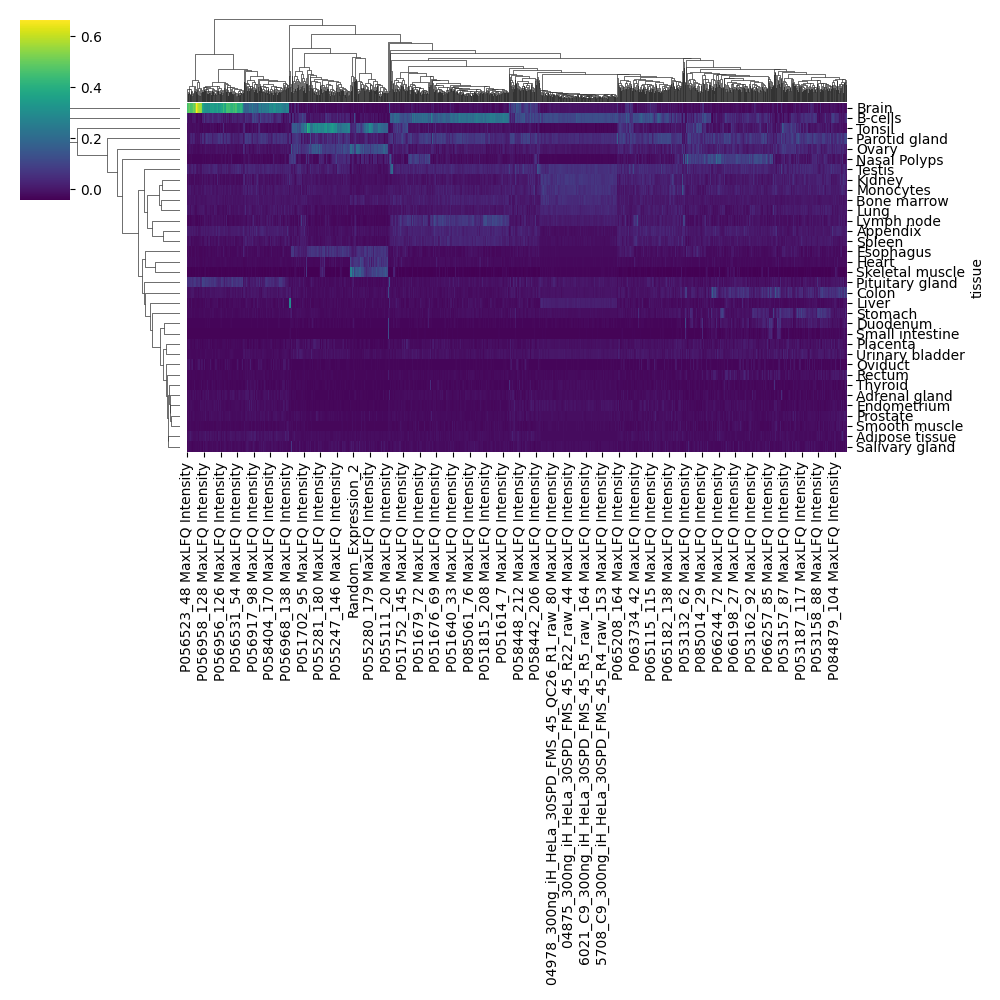 0.6
0.4
0.2
0.0
Brain
B-cells
Tonsil
Parotid gland
Ovary
Nasal Polyps
Testis
Kidney
Monocytes
Bone marrow
Lung
Lymph node
Appendix
Spleen
Esophagus
Heart
Skeletal muscle
Pituitary gland
Colon
Liver
Stomach
Duodenum
Small intestine
Placenta
Urinary bladder
Oviduct
Rectum
Thyroid
Adrenal gland
Endometrium
Prostate
Smooth muscle
Adipose tissue
Salivary gland
tissue
P056523_48 MaxLFQ Intensity
P056958_128 MaxLFQ Intensity
P056956_126 MaxLFQ Intensity
P056531_54 MaxLFQ Intensity
P056917_98 MaxLFQ Intensity
P058404_170 MaxLFQ Intensity
P056968_138 MaxLFQ Intensity
P051702_95 MaxLFQ Intensity
P055281_180 MaxLFQ Intensity
P055247_146 MaxLFQ Intensity
Random_Expression_2
P055280_179 MaxLFQ Intensity
P055111_20 MaxLFQ Intensity
P051752_145 MaxLFQ Intensity
P051679_72 MaxLFQ Intensity
P051676_69 MaxLFQ Intensity
P051640_33 MaxLFQ Intensity
P085061_76 MaxLFQ Intensity
P051815_208 MaxLFQ Intensity
P051614_7 MaxLFQ Intensity
P058448_212 MaxLFQ Intensity
P058442_206 MaxLFQ Intensity
04978_300ng_iH_HeLa_30SPD_FMS_45_QC26_R1_raw_80 MaxLFQ Intensity
04875_300ng_iH_HeLa_30SPD_FMS_45_R22_raw_44 MaxLFQ Intensity
6021_C9_300ng_iH_HeLa_30SPD_FMS_45_R5_raw_164 MaxLFQ Intensity
5708_C9_300ng_iH_HeLa_30SPD_FMS_45_R4_raw_153 MaxLFQ Intensity
P065208_164 MaxLFQ Intensity
P063734_42 MaxLFQ Intensity
P065115_115 MaxLFQ Intensity
P065182_138 MaxLFQ Intensity
P053132_62 MaxLFQ Intensity
P085014_29 MaxLFQ Intensity
P066244_72 MaxLFQ Intensity
P066198_27 MaxLFQ Intensity
P053162_92 MaxLFQ Intensity
P066257_85 MaxLFQ Intensity
P053157_87 MaxLFQ Intensity
P053187_117 MaxLFQ Intensity
P053158_88 MaxLFQ Intensity
P084879_104 MaxLFQ Intensity